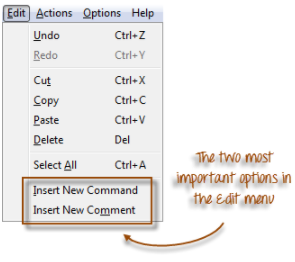 Edit Actions Options Help
Undo Ctrl+Z
Redo Ctrl+Y
Cut Ctrl+X
Copy Ctrl+C
Paste Ctrl+V
Delete Del
Select All Ctrl+A
Insert New Command
Insert New Comment
The two most
important options in
the Edit menu